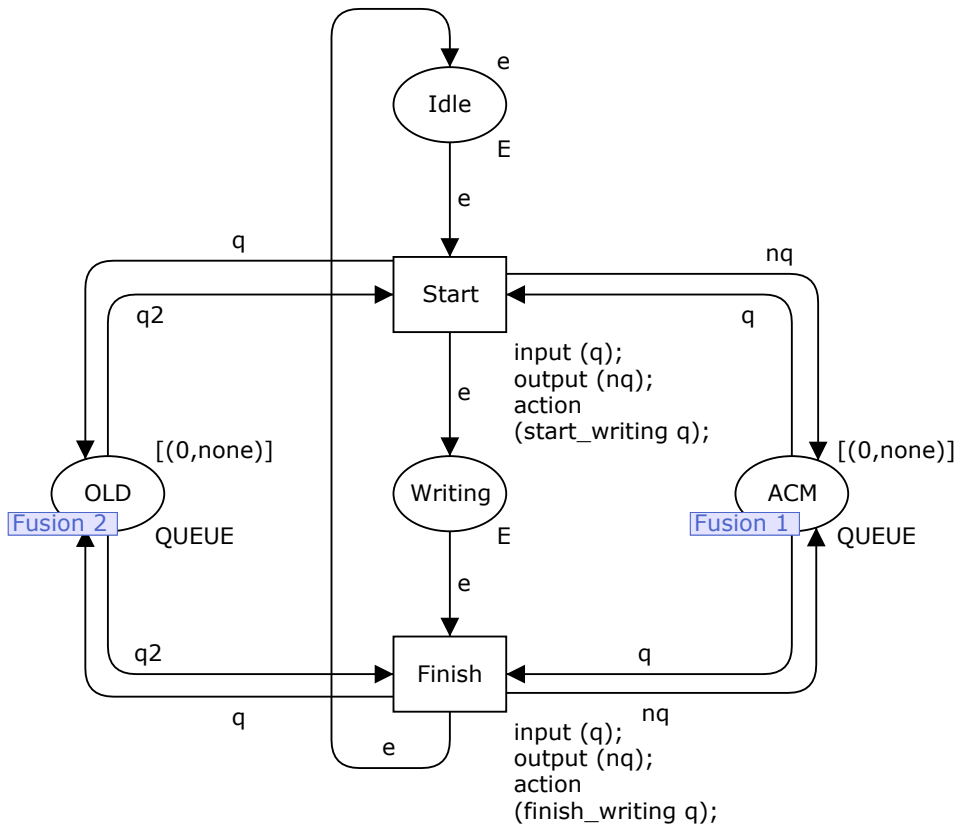 e
Idle
E
e
q
nq
Start
q2
q
input (q);
output (nq);
action
(start_writing q);
e
[(0,none)]
[(0,none)]
OLD
Writing
ACM
Fusion 2
Fusion 1
QUEUE
E
QUEUE
e
q2
q
Finish
q
nq
input (q);
output (nq);
action
(finish_writing q);
e